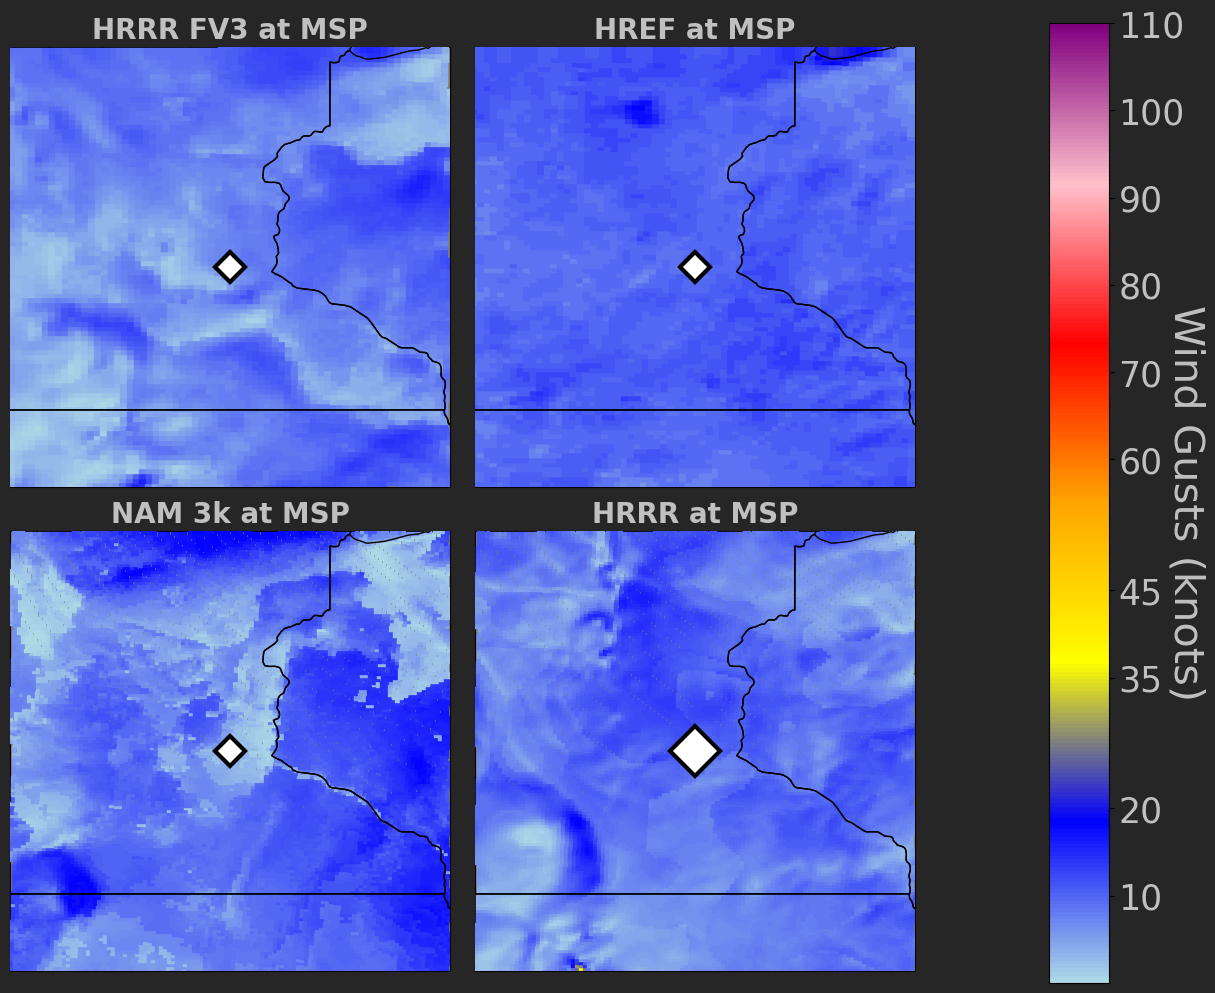 HRRR FV3 at MSP
HREF at MSP
NAM 3k at MSP
HRRR at MSP
110
100
90
80
70
60
45
35
20
10
Wind Gusts (knots)